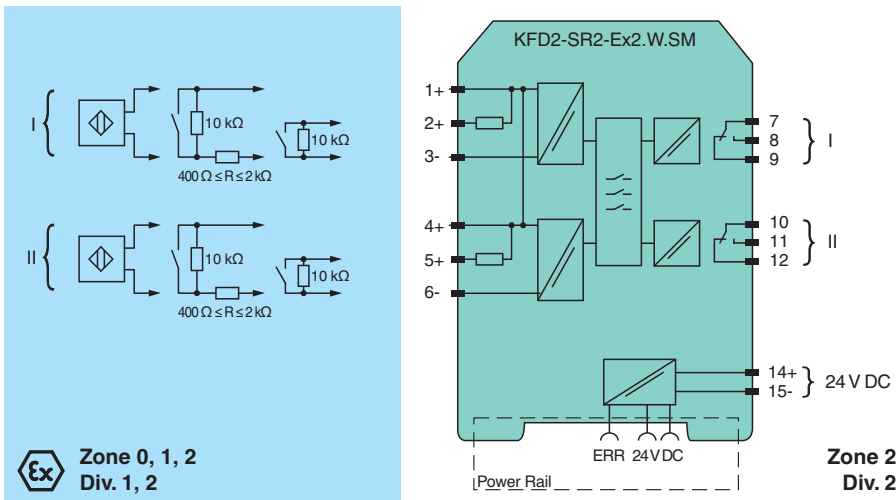 KFD2-SR2-Ex2.W.SM
I
10 kΩ
10 kΩ
400 Ω ≤ R ≤ 2 kΩ
1+
2+
3-
7
8
9
I
II
10 kΩ
10 kΩ
400 Ω ≤ R ≤ 2 kΩ
4+
5+
6-
10
11
12
II
14+
15-
24 V DC
ERR 24V DC
Power Rail
Ex
Zone 0, 1, 2
Div. 1, 2
Zone 2
Div. 2